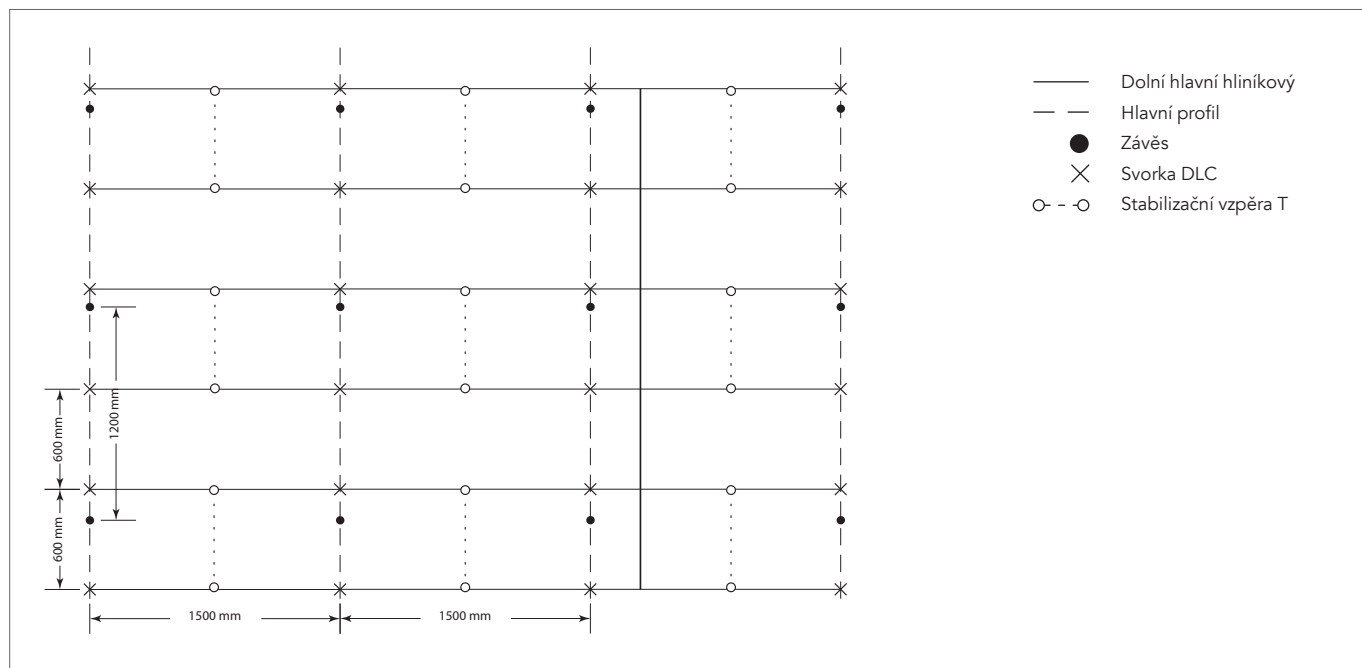 Dolní hlavní hliníkový
Hlavní profil
Závěs
Svorka DLC
Stabilizační vzpěra T
1200 mm
600 mm
600 mm
1500 mm
1500 mm